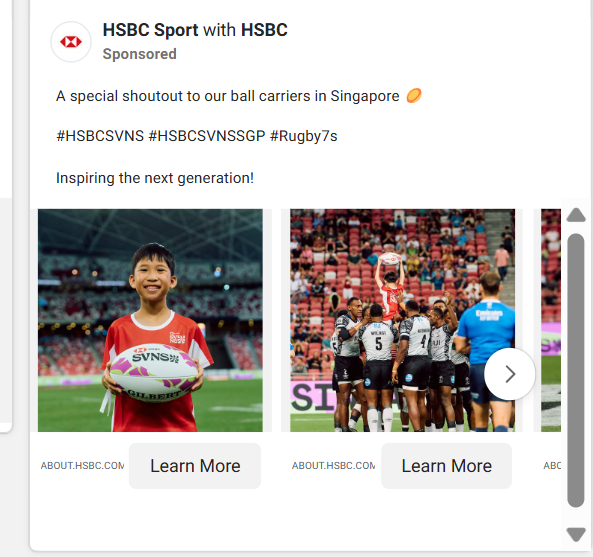 HSBC Sport with HSBC
Sponsored
A special shoutout to our ball carriers in Singapore 🏉
#HSBCSVNS #HSBCSVNSSGP #Rugby7s
Inspiring the next generation!
SVNS
GILBERT
5
4
Emirates
SI
ABOUT.HSBC.COM
Learn More
ABOUT.HSBC.COM
Learn More
ABC